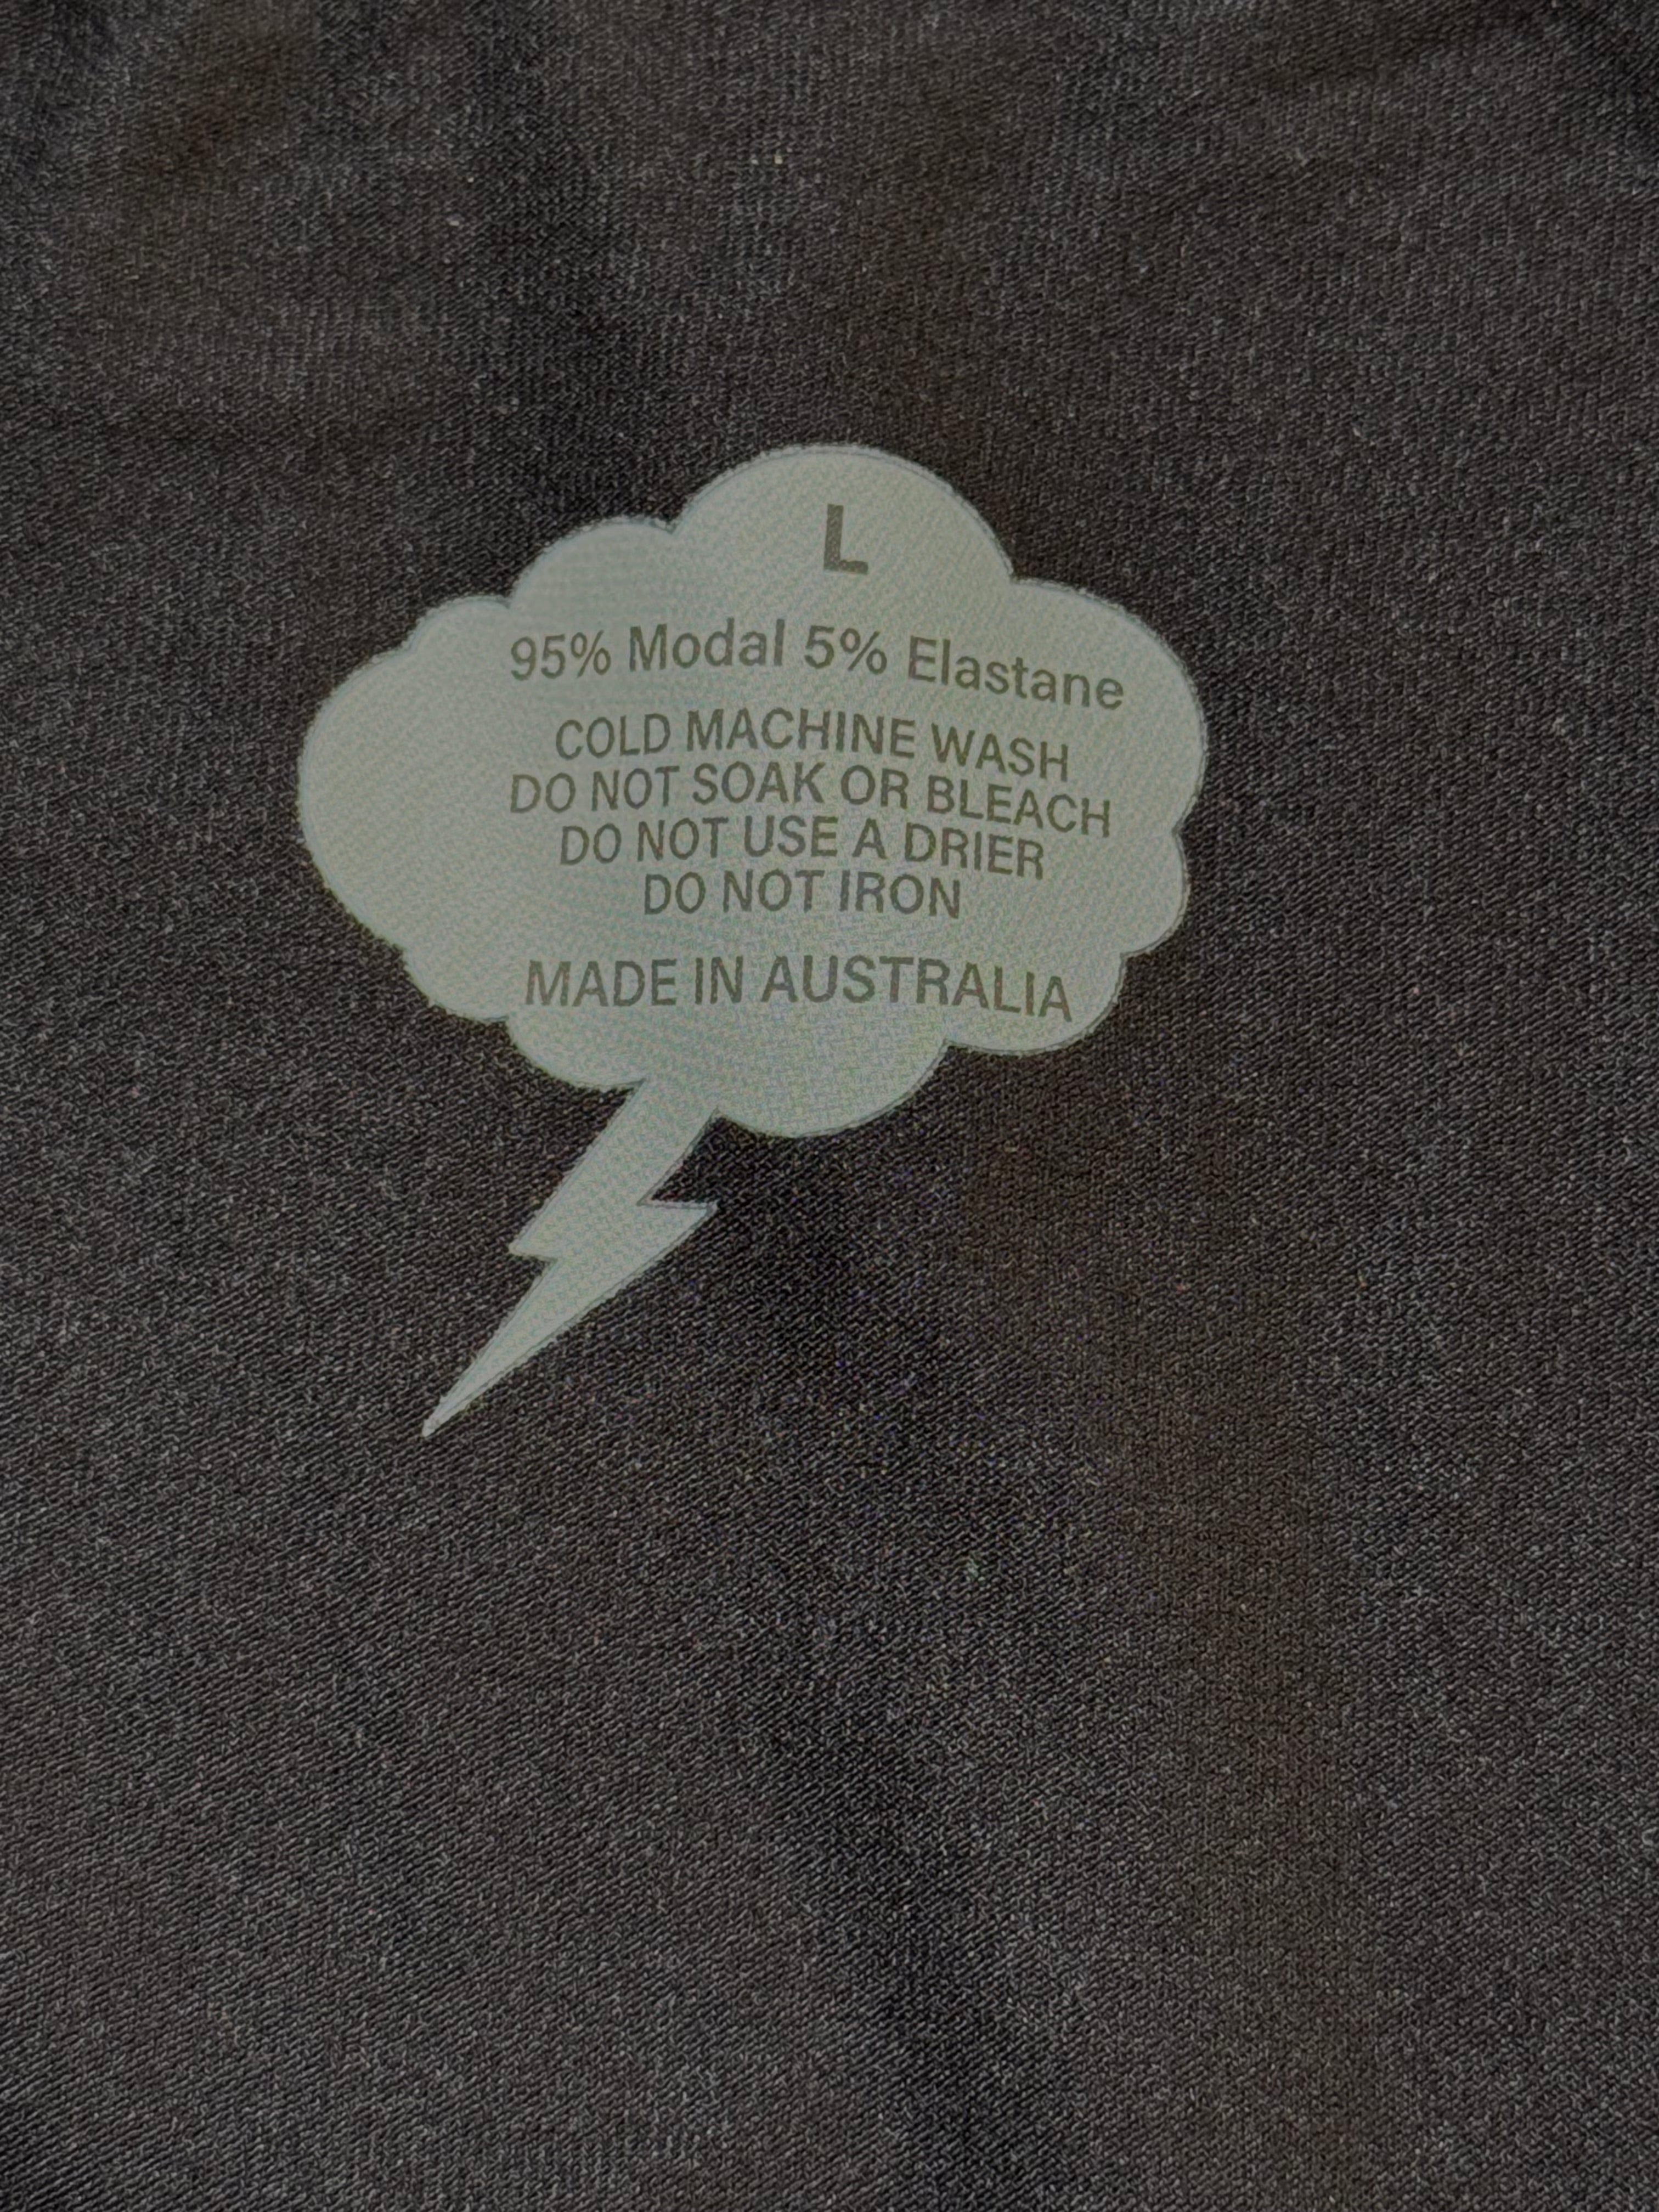 L
95% Modal 5% Elastane
COLD MACHINE WASH
DO NOT SOAK OR BLEACH
DO NOT USE A DRIER
DO NOT IRON
MADE IN AUSTRALIA